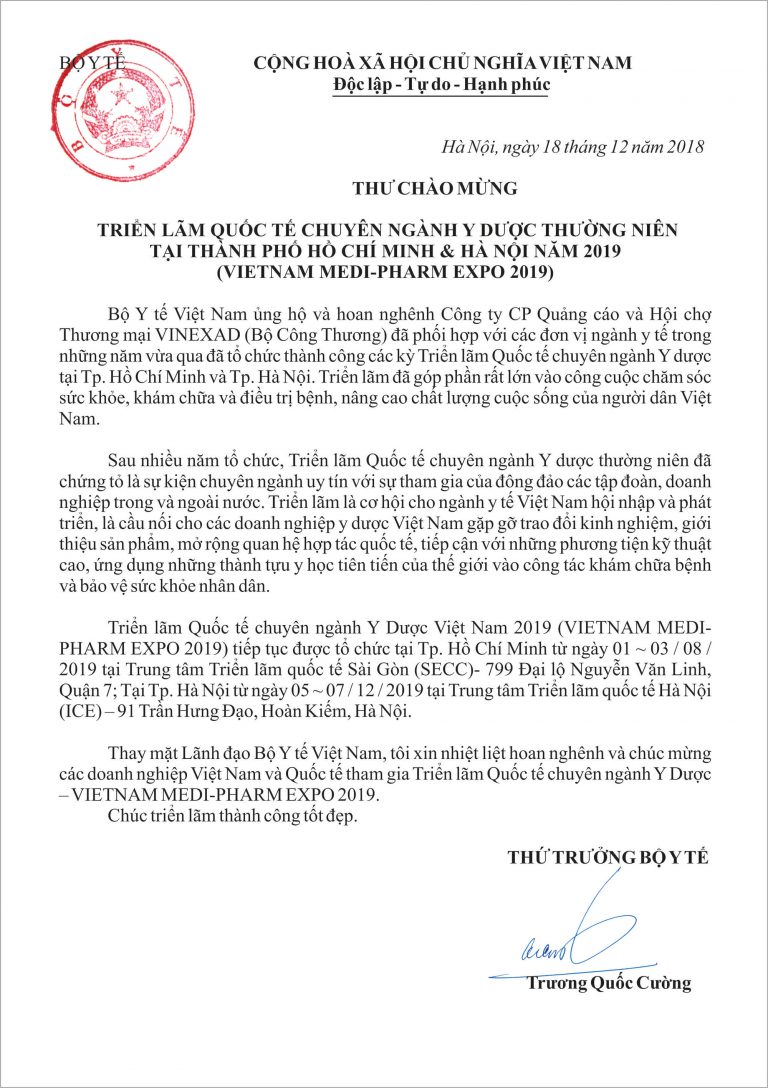 BỘ Y TẾ
CỘNG HOÀ XÃ HỘI CHỦ NGHĨA VIỆT NAM
Độc lập - Tự do - Hạnh phúc
BỘ Y TẾ
Hà Nội, ngày 18 tháng 12 năm 2018
THƯ CHÀO MỪNG
TRIỂN LÃM QUỐC TẾ CHUYÊN NGÀNH Y DƯỢC THƯỜNG NIÊN
TẠI THÀNH PHỐ HỒ CHÍ MINH & HÀ NỘI NĂM 2019
(VIETNAM MEDI-PHARM EXPO 2019)
Bộ Y tế Việt Nam ủng hộ và hoan nghênh Công ty CP Quảng cáo và Hội chợ
Thương mại VINEXAD (Bộ Công Thương) đã phối hợp với các đơn vị ngành y tế trong
những năm vừa qua đã tổ chức thành công các kỳ Triển lãm Quốc tế chuyên ngành Y dược
tại Tp. Hồ Chí Minh và Tp. Hà Nội. Triển lãm đã góp phần rất lớn vào công cuộc chăm sóc
sức khỏe, khám chữa và điều trị bệnh, nâng cao chất lượng cuộc sống của người dân Việt
Nam.
Sau nhiều năm tổ chức, Triển lãm Quốc tế chuyên ngành Y dược thường niên đã
chứng tỏ là sự kiện chuyên ngành uy tín với sự tham gia của động đảo các tập đoàn, doanh
nghiệp trong và ngoài nước. Triển lãm là cơ hội cho ngành y tế Việt Nam hội nhập và phát
triển, là cầu nối cho các doanh nghiệp y dược Việt Nam gặp gỡ trao đổi kinh nghiệm, giới
thiệu sản phẩm, mở rộng quan hệ hợp tác quốc tế, tiếp cận với những phương tiện kỹ thuật
cao, ứng dụng những thành tựu y học tiên tiến của thế giới vào công tác khám chữa bệnh
và bảo vệ sức khỏe nhân dân.
Triển lãm Quốc tế chuyên ngành Y Dược Việt Nam 2019 (VIETNAM MEDI-
PHARM EXPO 2019) tiếp tục được tổ chức tại Tp. Hồ Chí Minh từ ngày 01 ~ 03 / 08 /
2019 tại Trung tâm Triển lãm quốc tế Sài Gòn (SECC)- 799 Đại lộ Nguyễn Văn Linh,
Quận 7; Tại Tp. Hà Nội từ ngày 05 ~ 07 / 12 / 2019 tại Trung tâm Triển lãm quốc tế Hà Nội
(ICE) – 91 Trần Hưng Đạo, Hoàn Kiếm, Hà Nội.
Thay mặt Lãnh đạo Bộ Y tế Việt Nam, tôi xin nhiệt liệt hoan nghênh và chúc mừng
các doanh nghiệp Việt Nam và Quốc tế tham gia Triển lãm Quốc tế chuyên ngành Y Dược
– VIETNAM MEDI-PHARM EXPO 2019.
Chúc triển lãm thành công tốt đẹp.
THỨ TRƯỞNG BỘ Y TẾ
Trương Quốc Cường